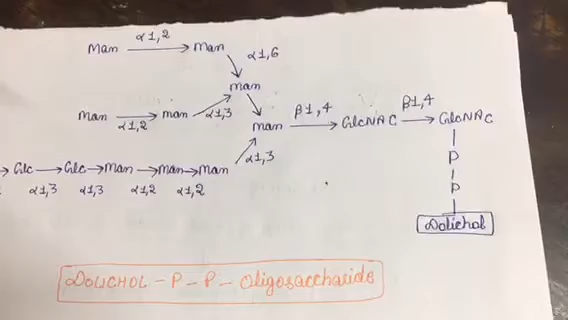 α1,2
Man → Man α1,6
Man
Man → Man α1,3 β1,4 β1,4
α1,2 Man → GlcNAC → GlcNAC
→ Glc → Glc → Man → Man → Man α1,3
α1,3 α1,3 α1,2 α1,2
P
P
Dolichol
DOLICHOL - P - P - Oligosaccharide